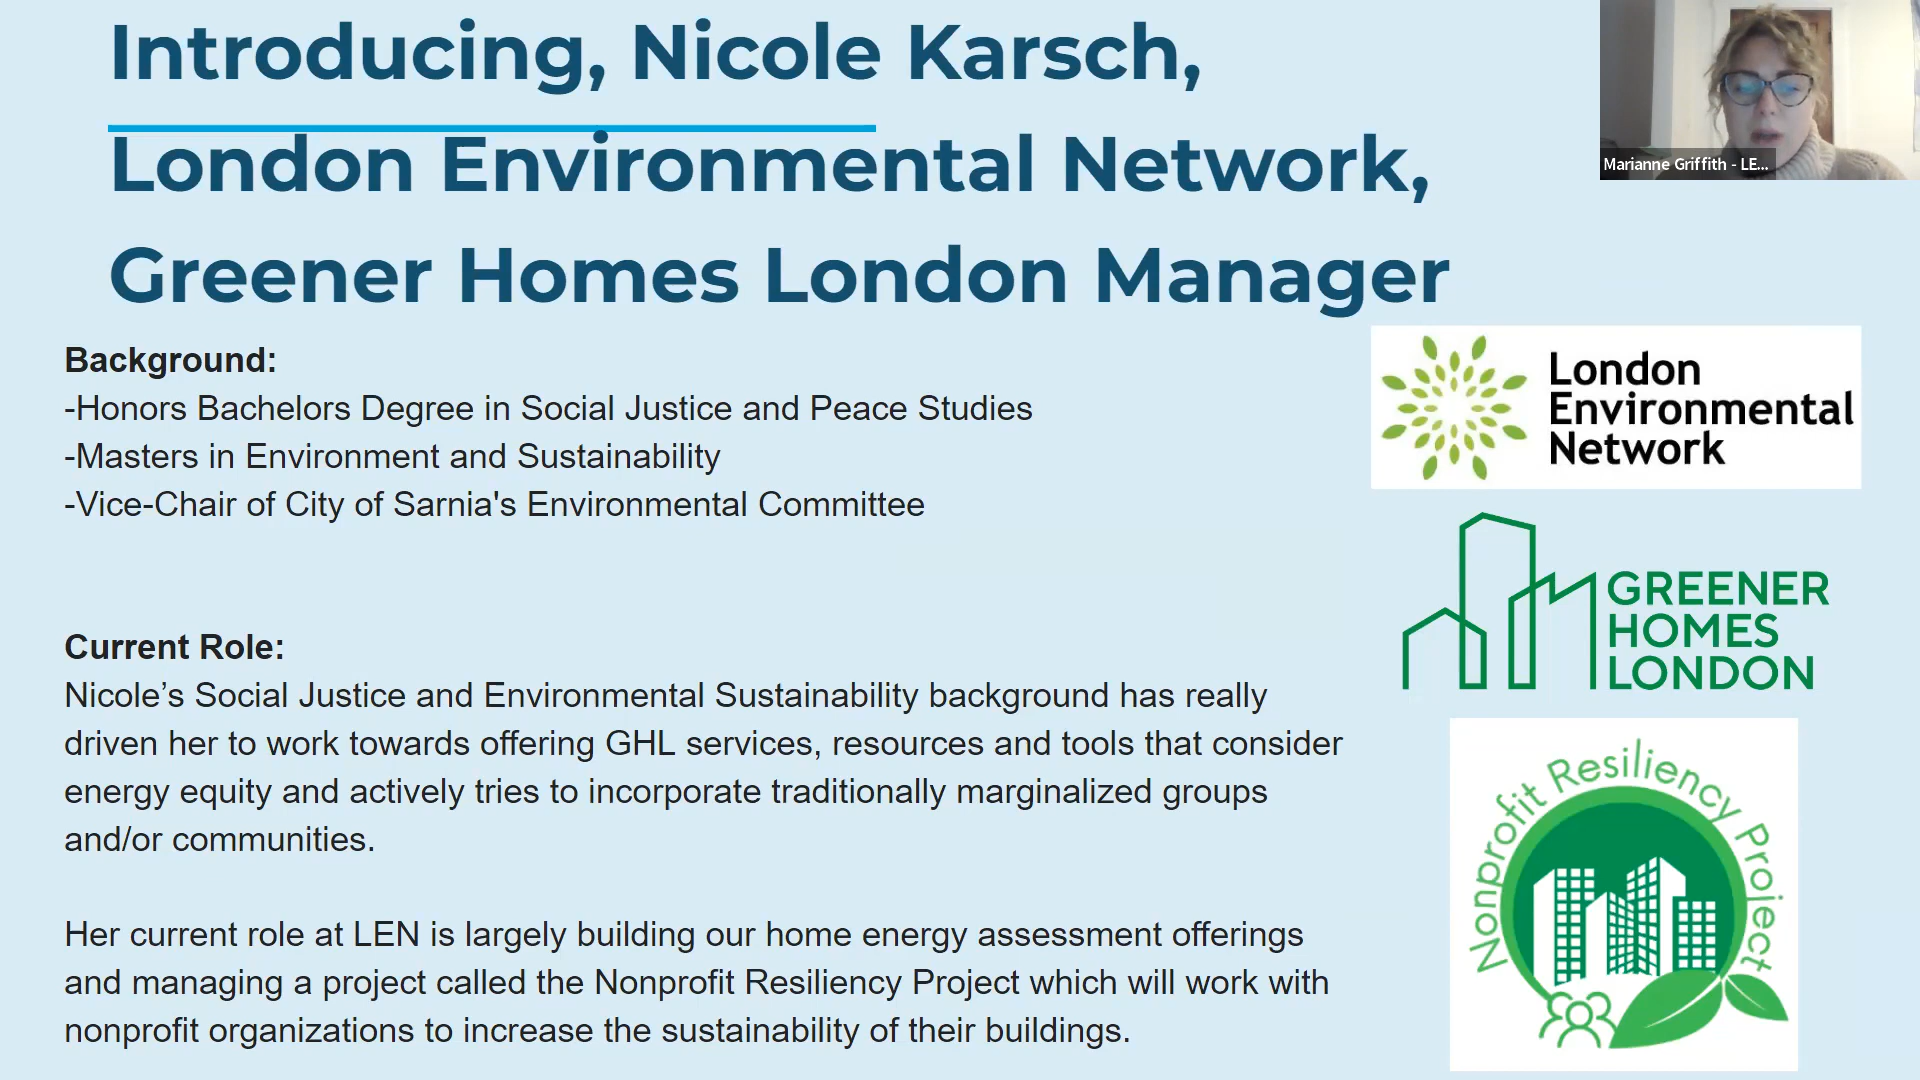 Introducing, Nicole Karsch,
London Environmental Network,
Greener Homes London Manager
Marianne Griffith - LE...
Background:
-Honors Bachelors Degree in Social Justice and Peace Studies
-Masters in Environment and Sustainability
-Vice-Chair of City of Sarnia's Environmental Committee
London
Environmental
Network
GREENER
HOMES
LONDON
Current Role:
Nicole’s Social Justice and Environmental Sustainability background has really
driven her to work towards offering GHL services, resources and tools that consider
energy equity and actively tries to incorporate traditionally marginalized groups
and/or communities.
Her current role at LEN is largely building our home energy assessment offerings
and managing a project called the Nonprofit Resiliency Project which will work with
nonprofit organizations to increase the sustainability of their buildings.
Nonprofit Resiliency Project